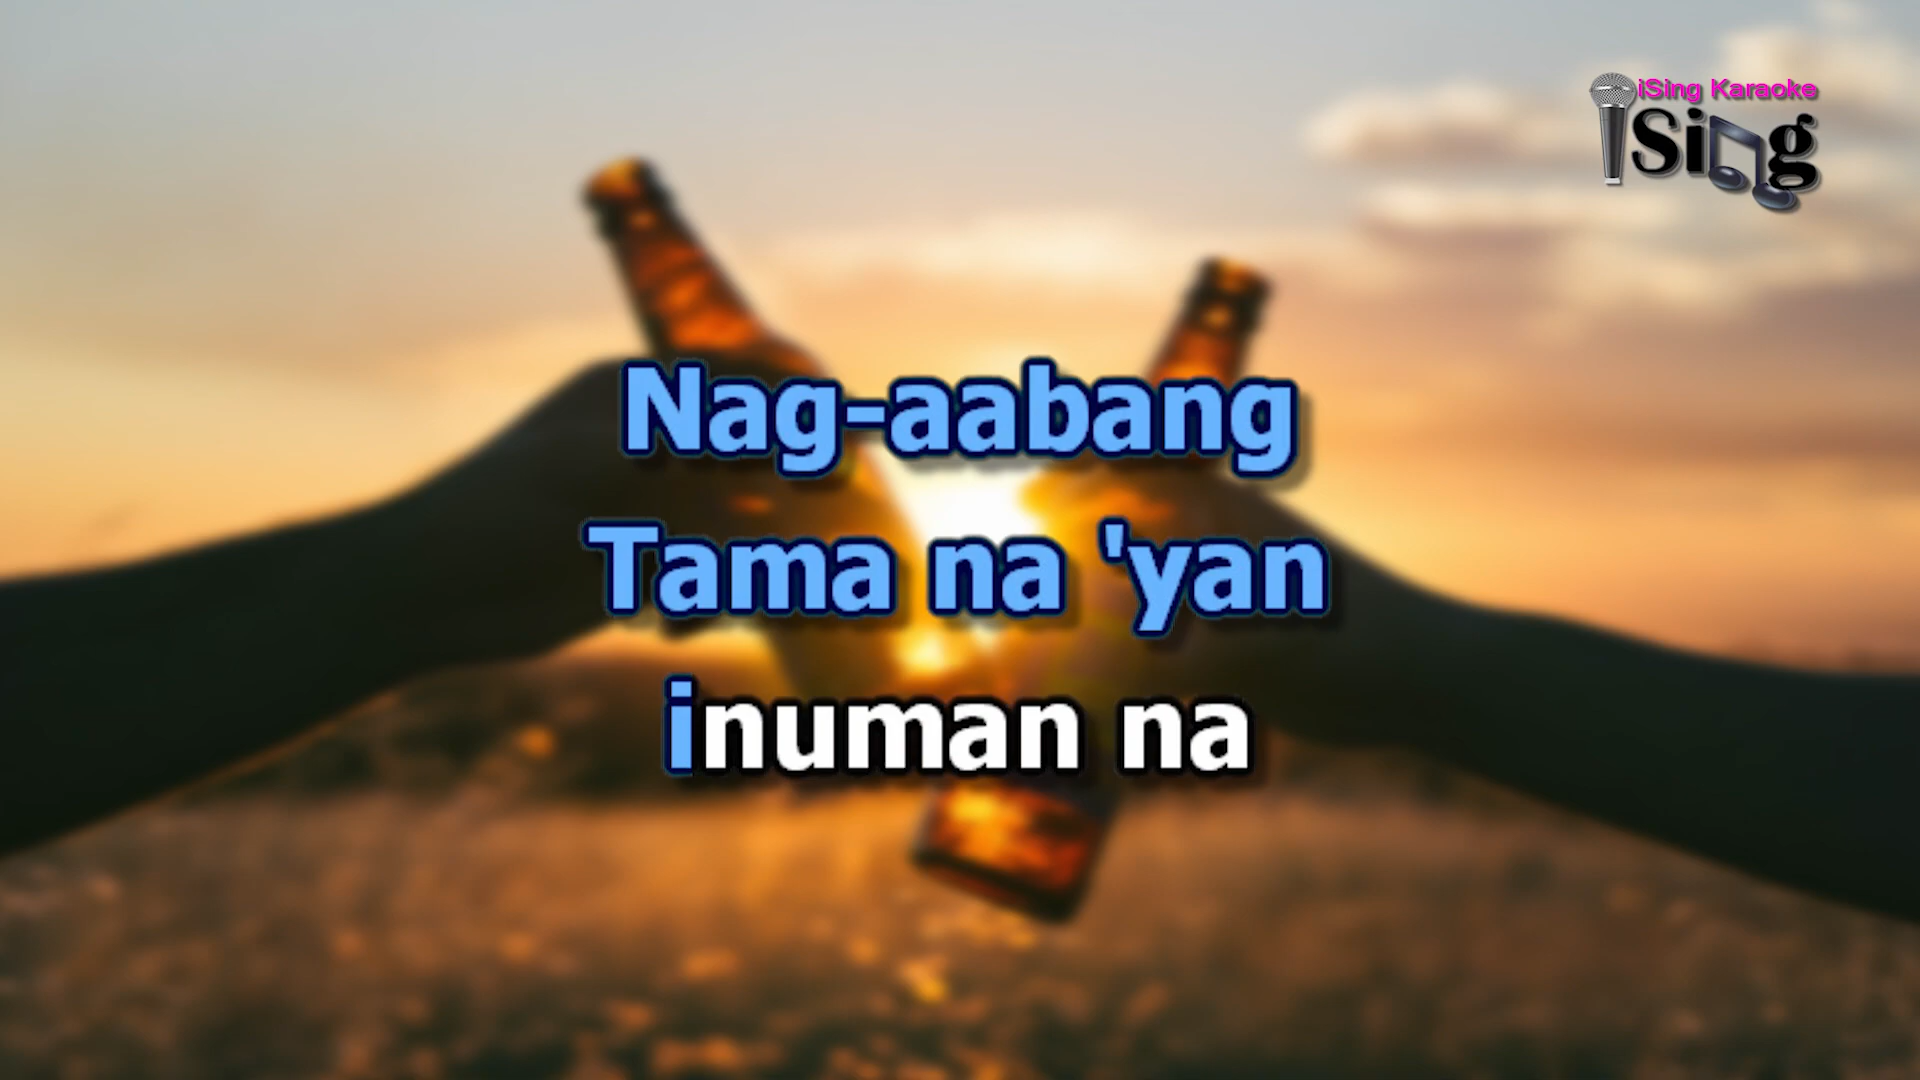 iSing Karaoke
iSing
Nag-aabang
Tama na 'yan
inuman na